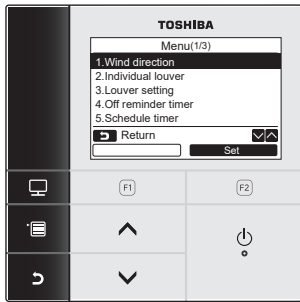 TOSHIBA
Menu(1/3)
1.Wind direction
2.Individual louver
3.Louver setting
4.Off reminder timer
5.Schedule timer
Return
Set
F1 F2